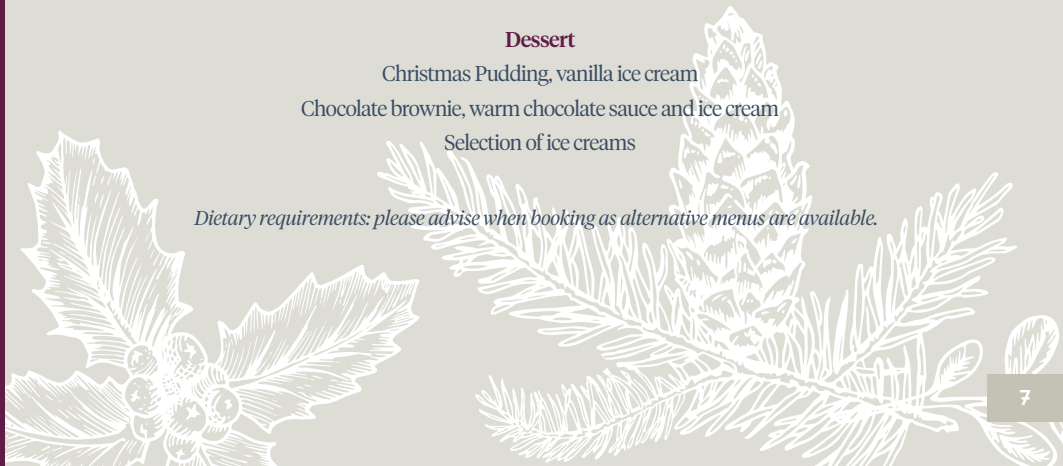 Dessert
Christmas Pudding, vanilla ice cream
Chocolate brownie, warm chocolate sauce and ice cream
Selection of ice creams
Dietary requirements: please advise when booking as alternative menus are available.
7